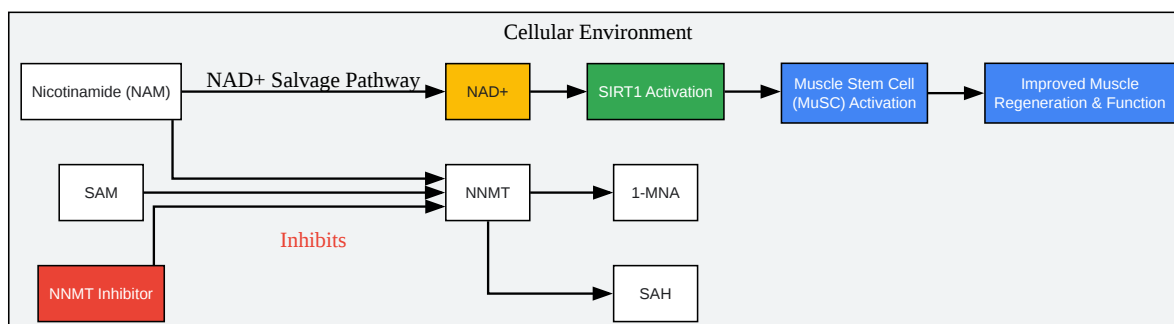 Cellular Environment
Nicotinamide (NAM)
NAD+ Salvage Pathway
NAD+
SIRT1 Activation
Muscle Stem Cell
(MuSC) Activation
Improved Muscle
Regeneration & Function
SAM
NNMT
1-MNA
Inhibits
NNMT Inhibitor
SAH